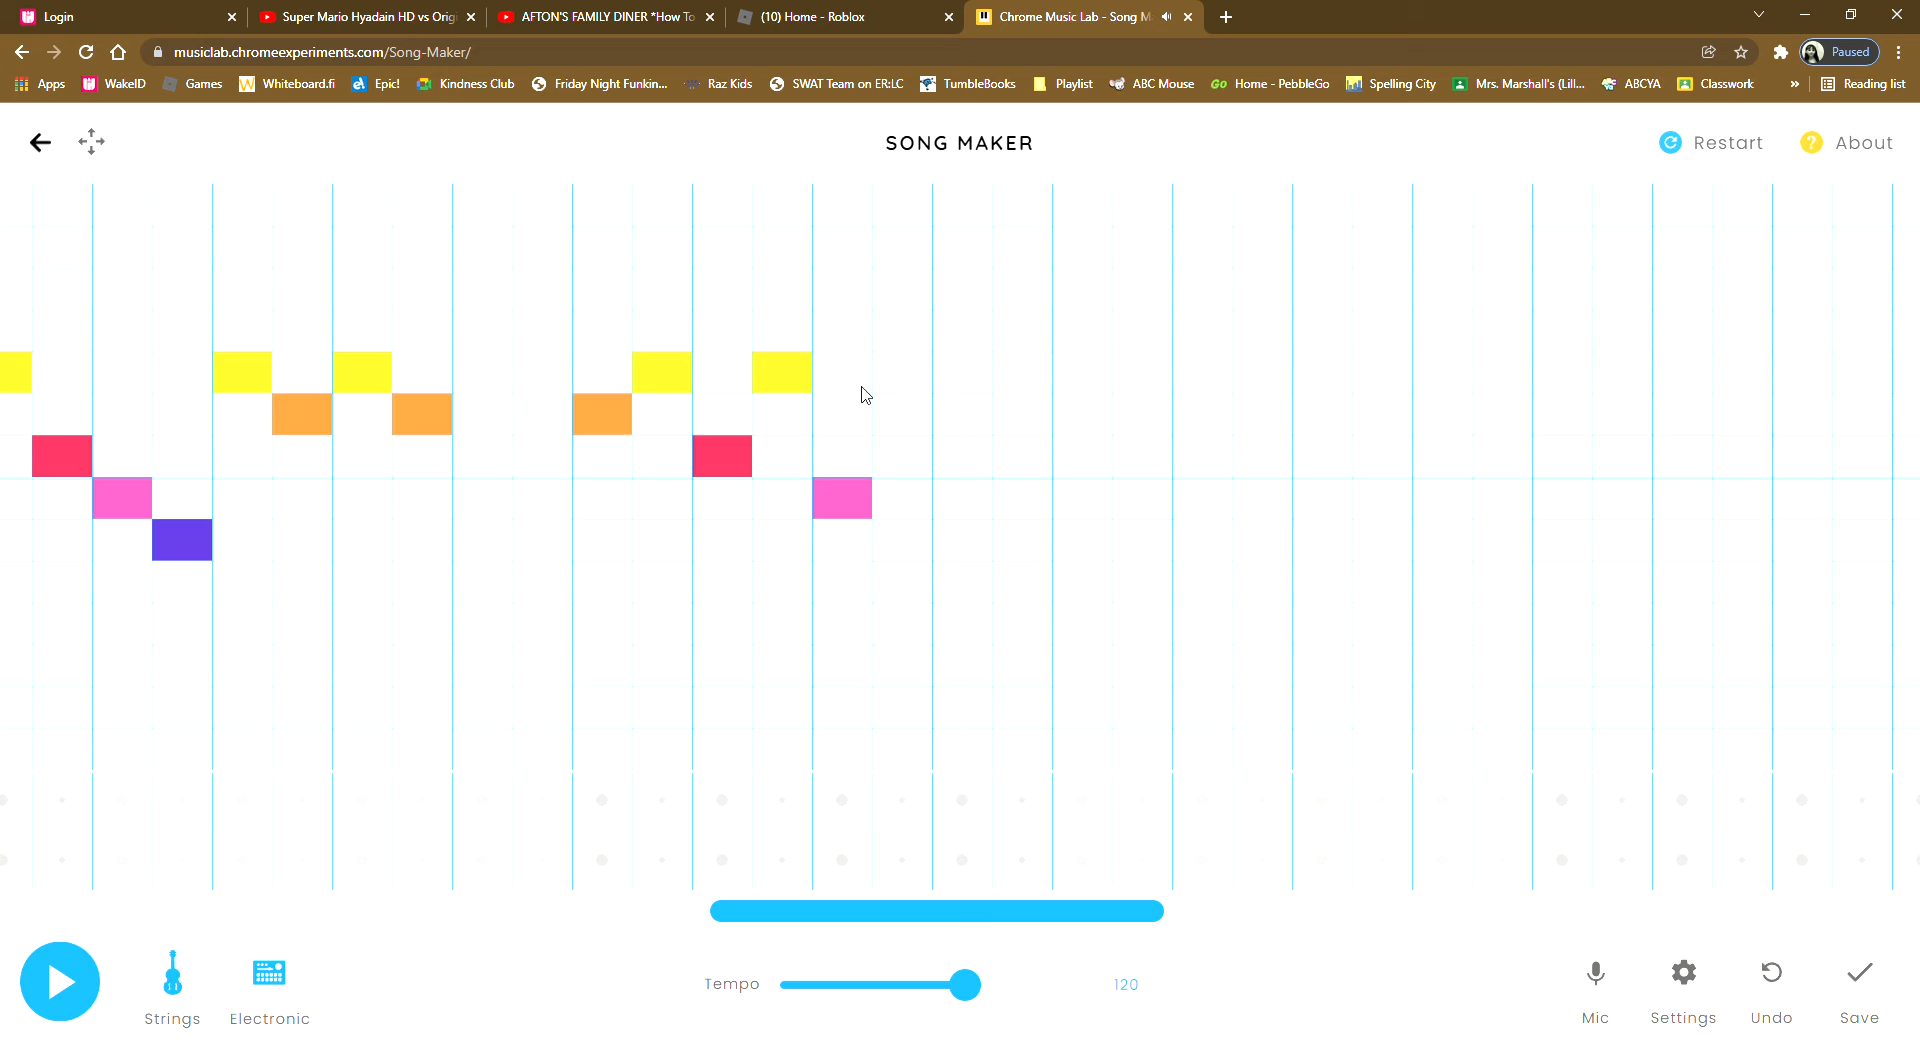 Login
Super Mario Hyadain HD vs Orig
AFTON'S FAMILY DINER *How To
(10) Home - Roblox
Chrome Music Lab - Song M
musiclab.chromeexperiments.com/Song-Maker/
Paused
Apps
WakeID
Games
Whiteboard.fi
Epic!
Kindness Club
Friday Night Funkin...
Raz Kids
SWAT Team on ER:LC
TumbleBooks
Playlist
ABC Mouse
Home - PebbleGo
Spelling City
Mrs. Marshall's (Lill...
ABCYA
Classwork
»
Reading list
SONG MAKER
Restart
? About
Tempo
120
Strings
Electronic
Mic
Settings
Undo
Save